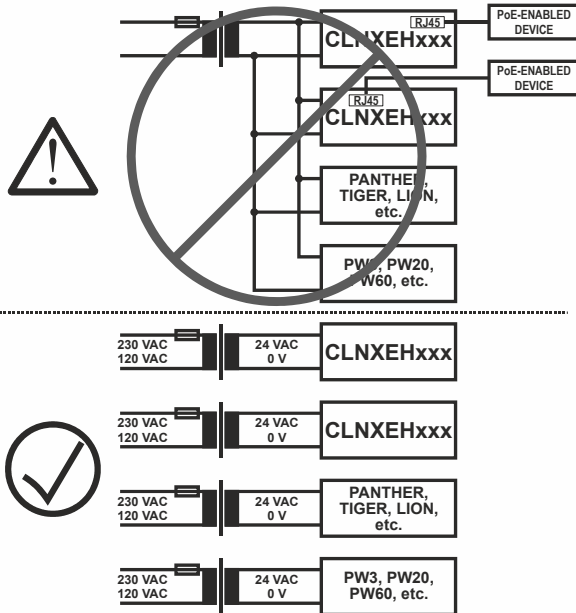 RJ45
CLNXEHxxx
PoE-ENABLED
DEVICE
PoE-ENABLED
DEVICE
RJ45
CLNXEHxxx
!
PANTHER,
TIGER, LION,
etc.
PW3, PW20,
PW60, etc.
230 VAC
120 VAC
24 VAC
0 V
CLNXEHxxx
230 VAC
120 VAC
24 VAC
0 V
CLNXEHxxx
230 VAC
120 VAC
24 VAC
0 V
PANTHER,
TIGER, LION,
etc.
230 VAC
120 VAC
24 VAC
0 V
PW3, PW20,
PW60, etc.